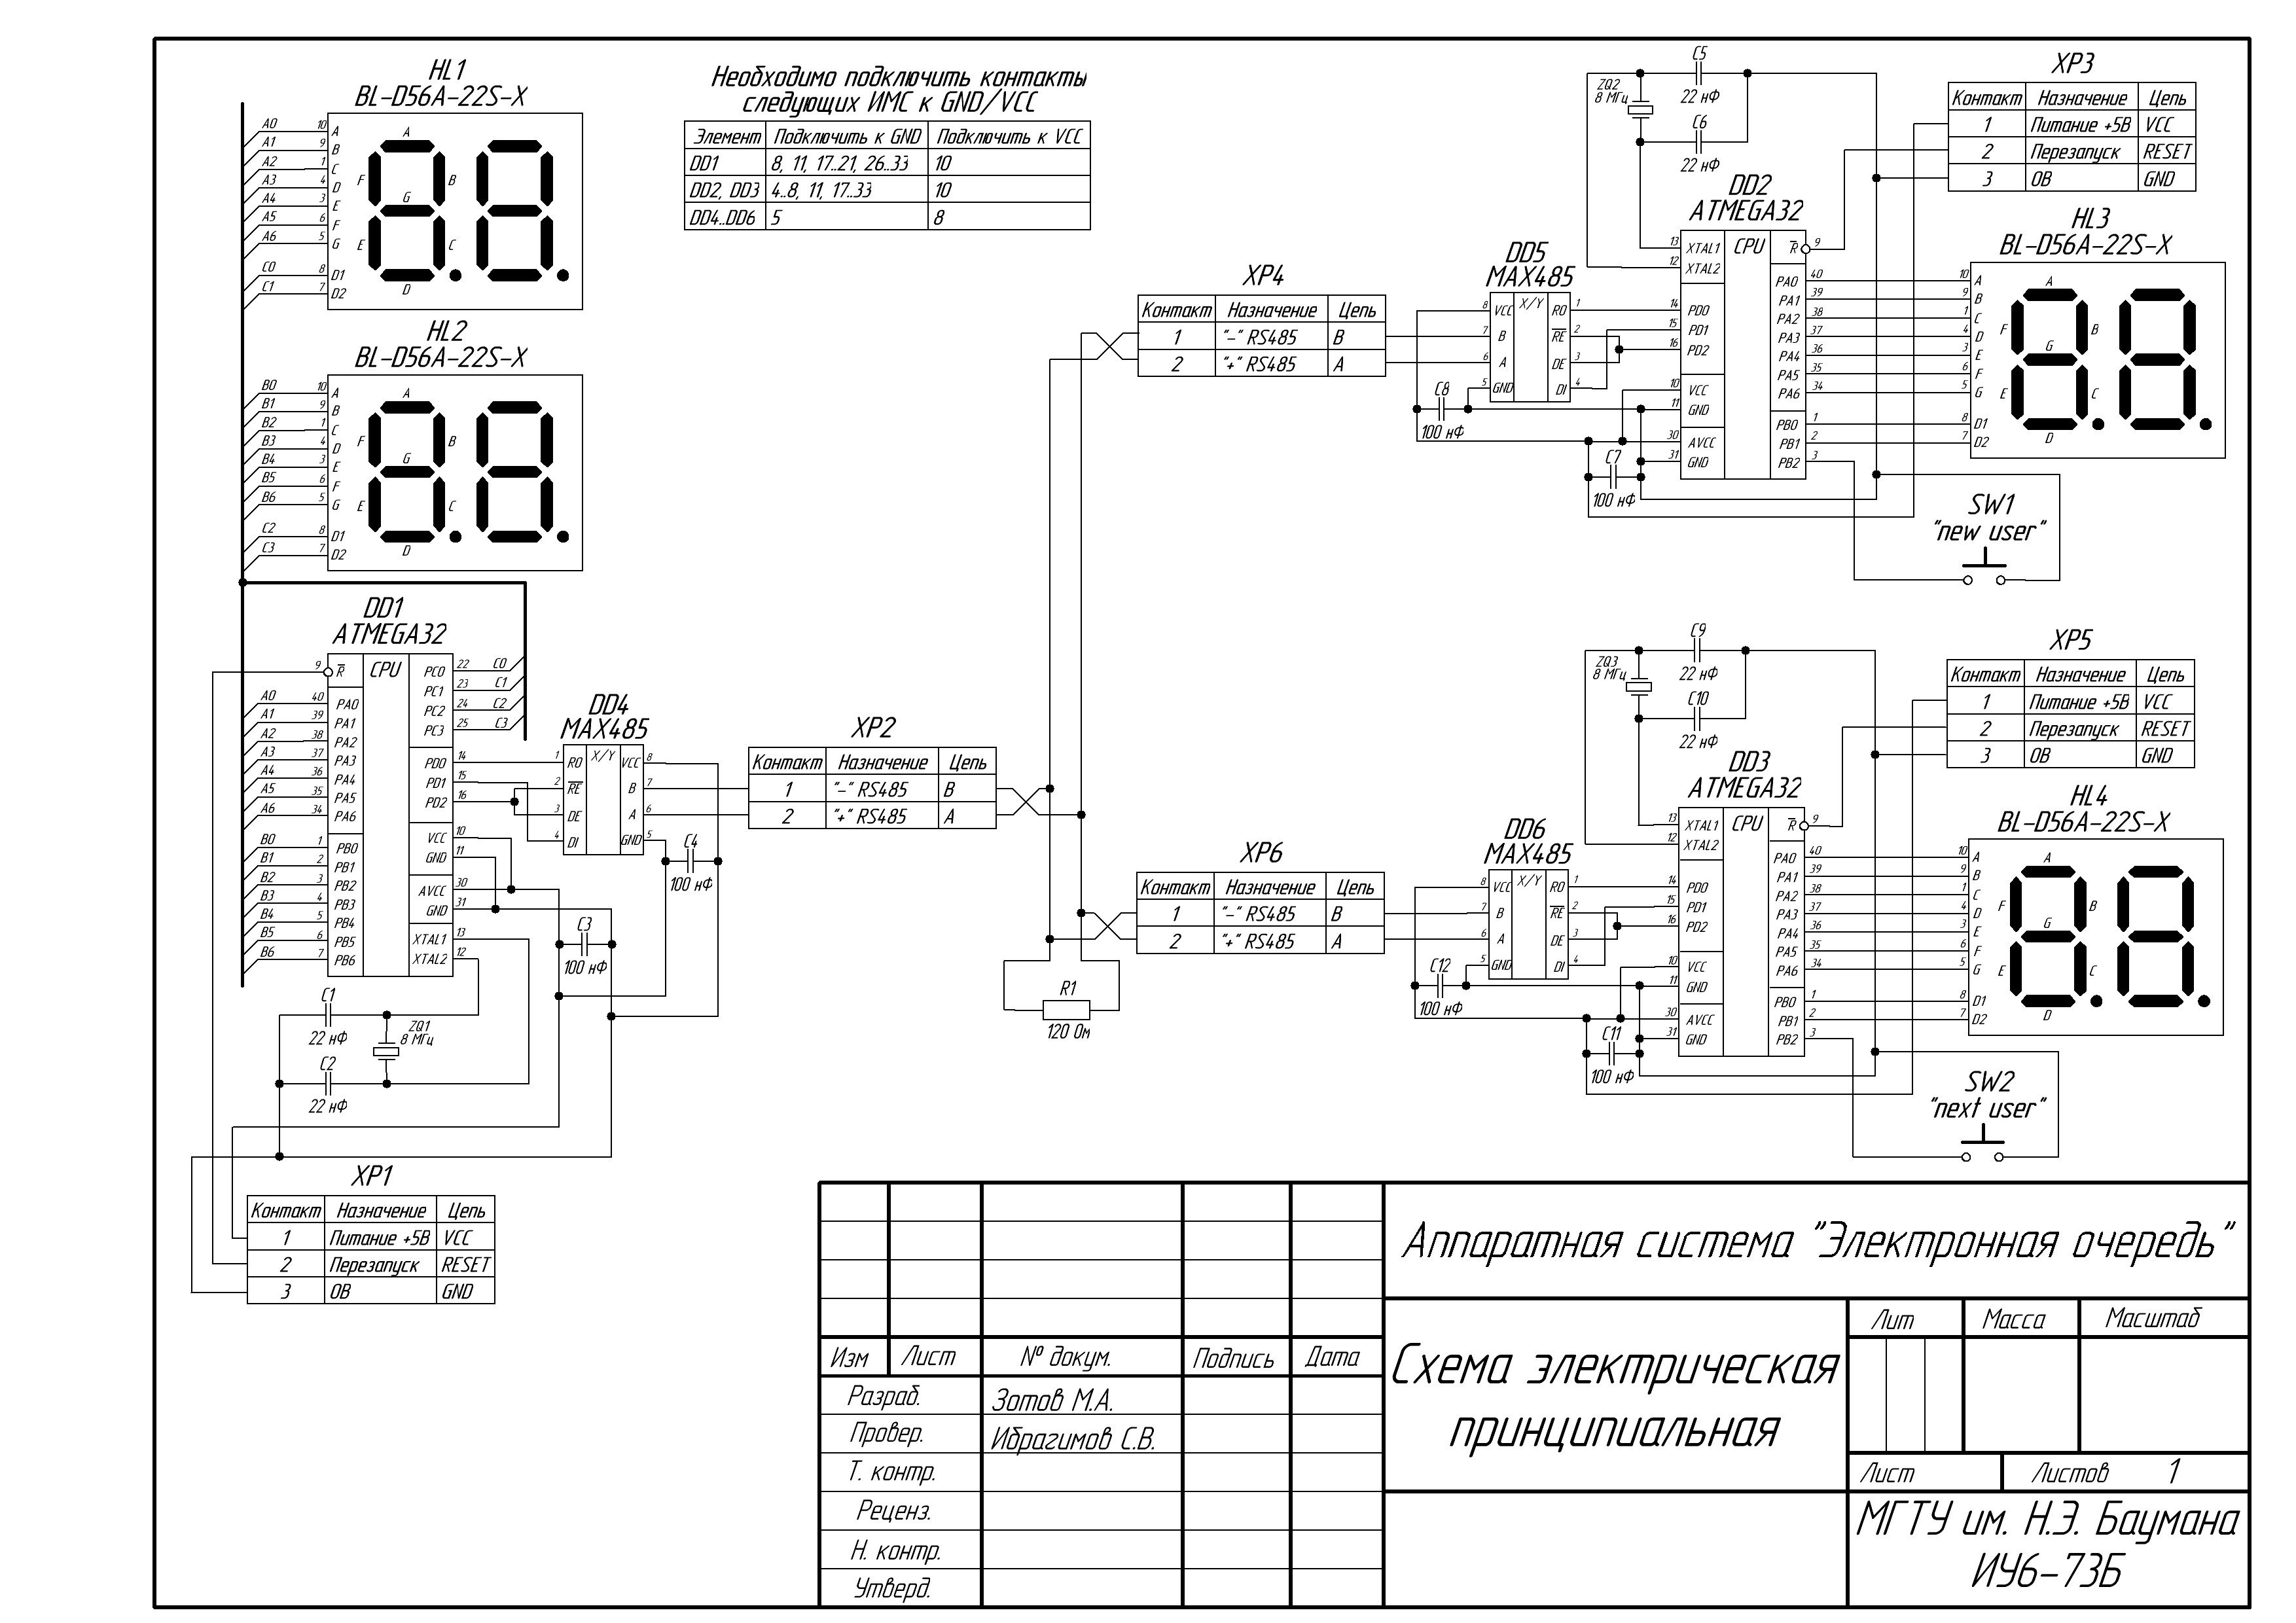 HL1
BL-D56A-22S-X
A0 10 A
A1 9 B
A2 1 C
A3 4 D
A4 3 E
A5 6 F
A6 5 G
C0 8 D1
C1 7 D2
A
F B
G
E C
D
HL2
BL-D56A-22S-X
B0 10 A
B1 9 B
B2 1 C
B3 4 D
B4 3 E
B5 6 F
B6 5 G
C2 8 D1
C3 7 D2
A
F B
G
E C
D
Необходимо подключить контакты
следующих ИМС к GND/VCC
Элемент Подключить к GND Подключить к VCC
DD1 8, 11, 17..21, 26..33 10
DD2, DD3 4..8, 11, 17..33 10
DD4..DD6 5 8
DD1
ATMEGA32
CPU
9 R
A0 40 PA0
A1 39 PA1
A2 38 PA2
A3 37 PA3
A4 36 PA4
A5 35 PA5
A6 34 PA6
B0 1 PB0
B1 2 PB1
B2 3 PB2
B3 4 PB3
B4 5 PB4
B5 6 PB5
B6 7 PB6
PC0 22 C0
PC1 23 C1
PC2 24 C2
PC3 25 C3
PD0 14
PD1 15
PD2 16
VCC 10
GND 11
AVCC 30
GND 31
XTAL1 13
XTAL2 12
DD4
MAX485
X/Y
1 RO
2 RE
3 DE
4 DI
VCC 8
B 7
A 6
GND 5
C4
100 нФ
C3
100 нФ
C1
22 нФ
ZQ1
8 МГц
C2
22 нФ
XP1
Контакт Назначение Цепь
1 Питание +5В VCC
2 Перезапуск RESET
3 ОВ GND
XP2
Контакт Назначение Цепь
1 "-" RS485 B
2 "+" RS485 A
R1
120 Ом
XP4
Контакт Назначение Цепь
1 "-" RS485 B
2 "+" RS485 A
DD5
MAX485
X/Y
8 VCC
7 B
6 A
5 GND
RO 1
RE 2
DE 3
DI 4
C8
100 нФ
C7
100 нФ
C5
22 нФ
ZQ2
8 МГц
C6
22 нФ
DD2
ATMEGA32
CPU
13 XTAL1
12 XTAL2
14 PD0
15 PD1
16 PD2
10 VCC
11 GND
30 AVCC
31 GND
R 9
PA0 40
PA1 39
PA2 38
PA3 37
PA4 36
PA5 35
PA6 34
PB0 1
PB1 2
PB2 3
XP3
Контакт Назначение Цепь
1 Питание +5В VCC
2 Перезапуск RESET
3 ОВ GND
HL3
BL-D56A-22S-X
10 A
9 B
1 C
4 D
3 E
6 F
5 G
8 D1
7 D2
A
F B
G
E C
D
SW1
"new user"
XP6
Контакт Назначение Цепь
1 "-" RS485 B
2 "+" RS485 A
DD6
MAX485
X/Y
8 VCC
7 B
6 A
5 GND
RO 1
RE 2
DE 3
DI 4
C12
100 нФ
C11
100 нФ
C9
22 нФ
ZQ3
8 МГц
C10
22 нФ
DD3
ATMEGA32
CPU
13 XTAL1
12 XTAL2
14 PD0
15 PD1
16 PD2
10 VCC
11 GND
30 AVCC
31 GND
R 9
PA0 40
PA1 39
PA2 38
PA3 37
PA4 36
PA5 35
PA6 34
PB0 1
PB1 2
PB2 3
XP5
Контакт Назначение Цепь
1 Питание +5В VCC
2 Перезапуск RESET
3 ОВ GND
HL4
BL-D56A-22S-X
10 A
9 B
1 C
4 D
3 E
6 F
5 G
8 D1
7 D2
A
F B
G
E C
D
SW2
"next user"
Аппаратная система "Электронная очередь"
Схема электрическая
принципиальная
Лит Масса Масштаб
Лист Листов 1
МГТУ им. Н.Э. Баумана
ИУ6-73Б
Изм Лист № докум. Подпись Дата
Разраб. Зотов М.А.
Провер. Ибрагимов С.В.
Т. контр.
Реценз.
Н. контр.
Утверд.